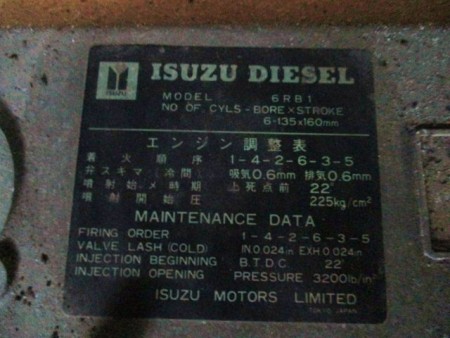 ISUZU DIESEL
MODEL 6RB1
NO OF. CYLS - BORE × STROKE
6-135×160mm
エンジン調整表
着火順序 1-4-2-6-3-5
弁スキマ(冷間) 吸気0.6mm 排気0.6mm
噴射始メ時期 上死点前 22°
噴射開始圧 225kg/cm²
MAINTENANCE DATA
FIRING ORDER 1-4-2-6-3-5
VALVE LASH (COLD) IN 0.024in EXH 0.024in
INJECTION BEGINNING B.T.D.C 22°
INJECTION OPENING PRESSURE 3200lb/in²
ISUZU MOTORS LIMITED
TOKYO JAPAN